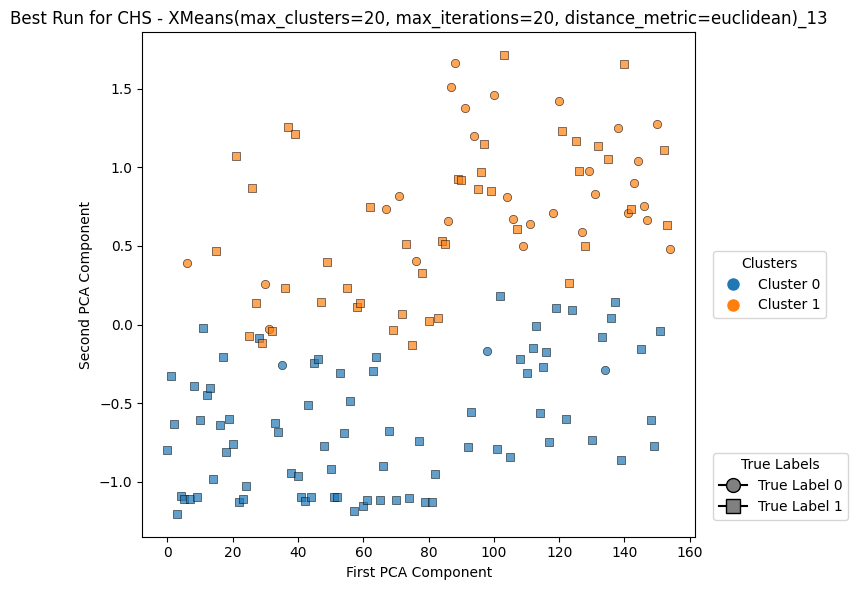 Best Run for CHS - XMeans(max_clusters=20, max_iterations=20, distance_metric=euclidean)_13
Second PCA Component
1.5
1.0
0.5
0.0
−0.5
−1.0
0 20 40 60 80 100 120 140 160
First PCA Component
Clusters
Cluster 0
Cluster 1
True Labels
True Label 0
True Label 1